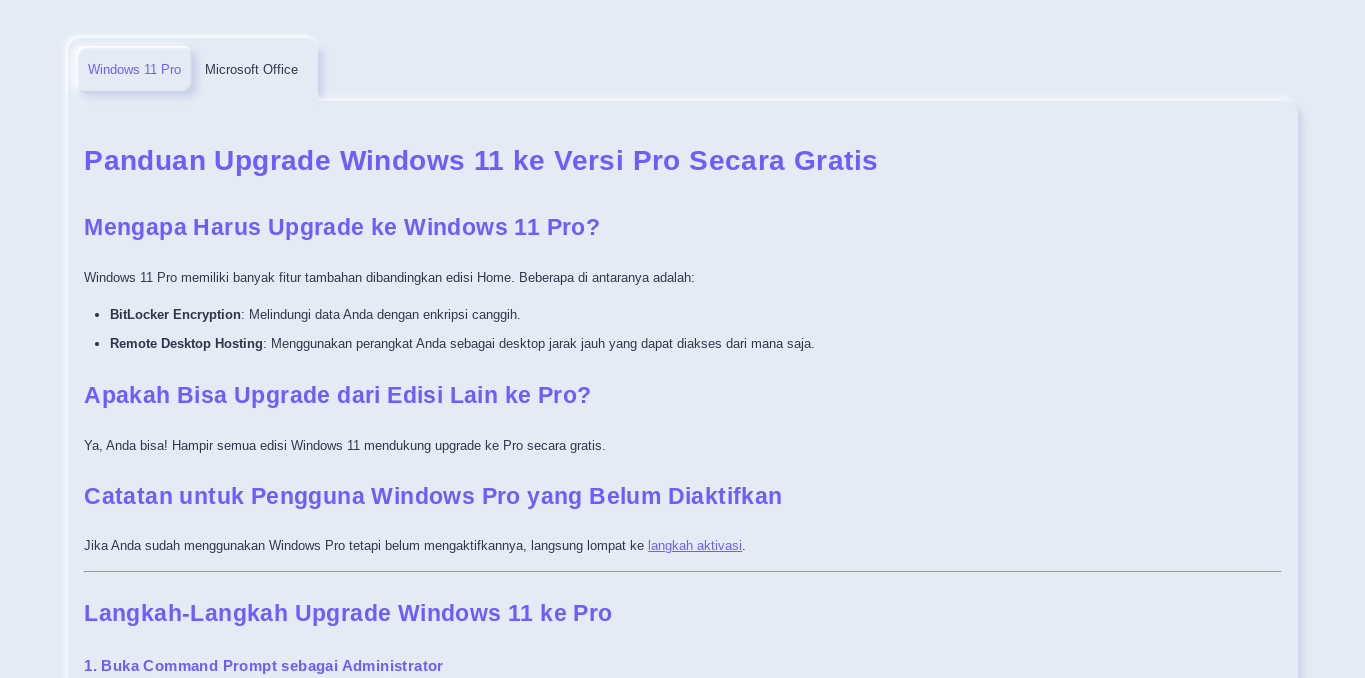 Windows 11 Pro
Microsoft Office
Panduan Upgrade Windows 11 ke Versi Pro Secara Gratis
Mengapa Harus Upgrade ke Windows 11 Pro?
Windows 11 Pro memiliki banyak fitur tambahan dibandingkan edisi Home. Beberapa di antaranya adalah:
• BitLocker Encryption: Melindungi data Anda dengan enkripsi canggih.
• Remote Desktop Hosting: Menggunakan perangkat Anda sebagai desktop jarak jauh yang dapat diakses dari mana saja.
Apakah Bisa Upgrade dari Edisi Lain ke Pro?
Ya, Anda bisa! Hampir semua edisi Windows 11 mendukung upgrade ke Pro secara gratis.
Catatan untuk Pengguna Windows Pro yang Belum Diaktifkan
Jika Anda sudah menggunakan Windows Pro tetapi belum mengaktifkannya, langsung lompat ke langkah aktivasi.
Langkah-Langkah Upgrade Windows 11 ke Pro
1. Buka Command Prompt sebagai Administrator